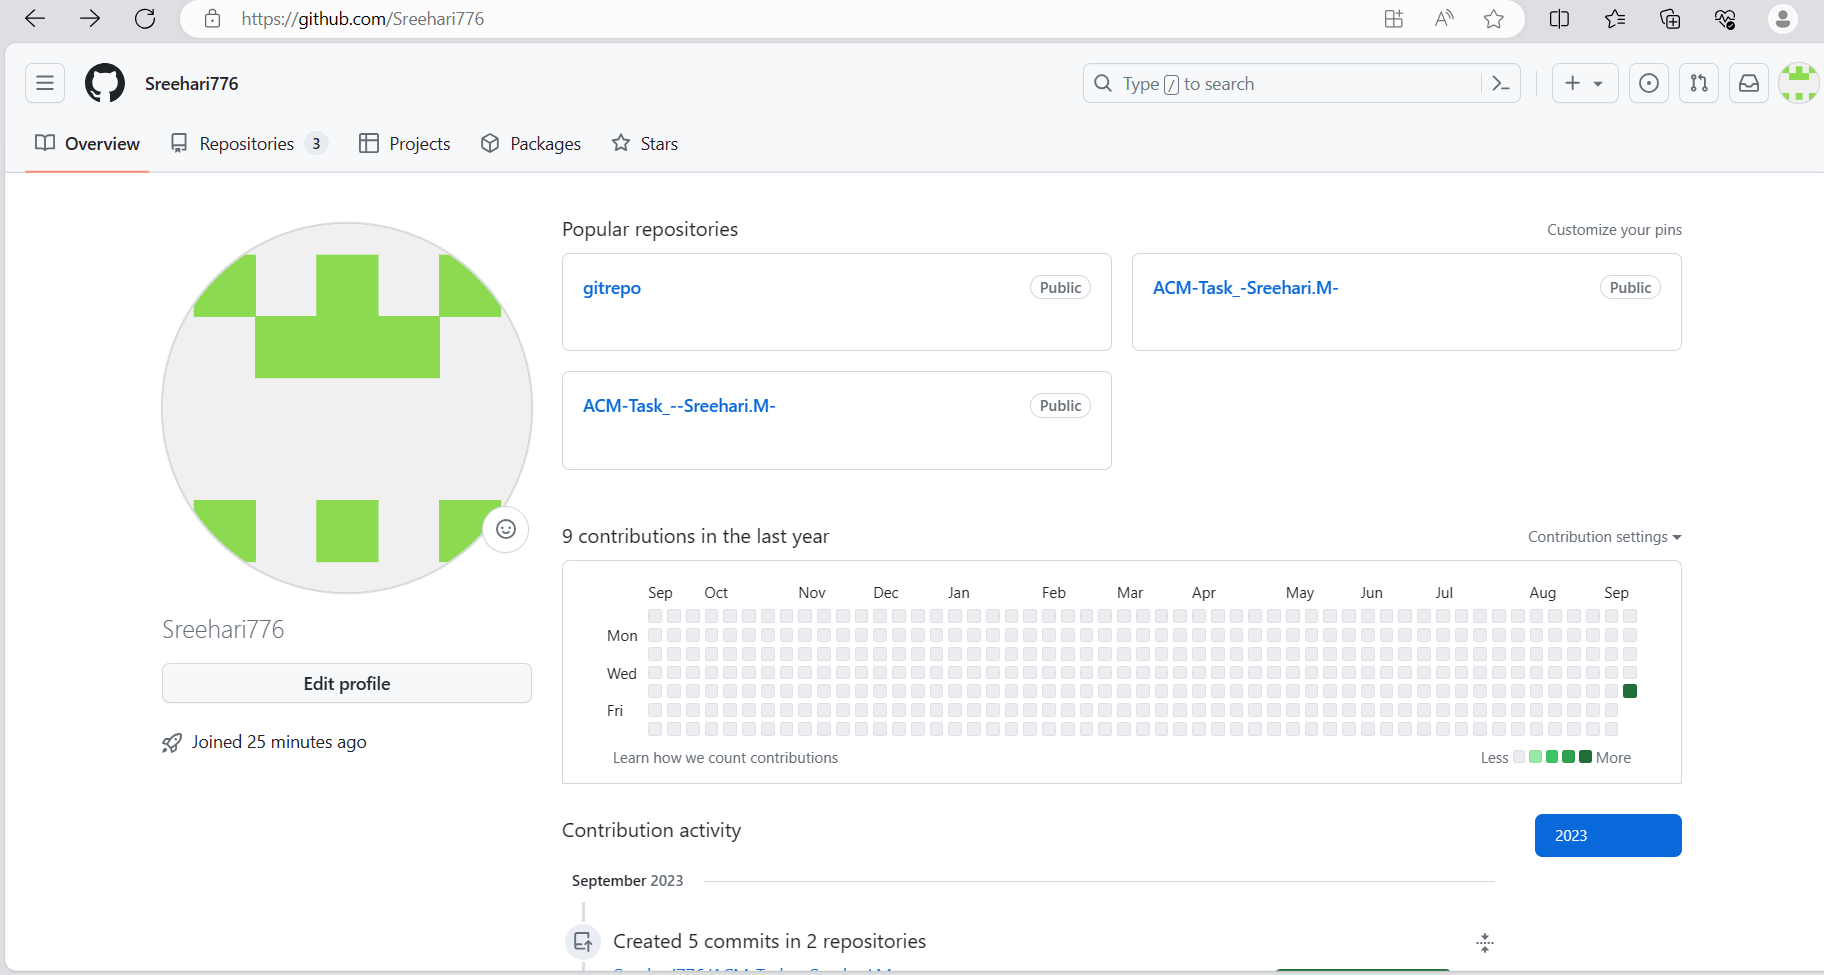 https://github.com/Sreehari776
Sreehari776
Type / to search
Overview
Repositories 3
Projects
Packages
Stars
Popular repositories
Customize your pins
gitrepo
Public
ACM-Task_-Sreehari.M-
Public
ACM-Task_--Sreehari.M-
Public
Sreehari776
Edit profile
Joined 25 minutes ago
9 contributions in the last year
Contribution settings
Sep Oct Nov Dec Jan Feb Mar Apr May Jun Jul Aug Sep
Mon
Wed
Fri
Learn how we count contributions
Less
More
Contribution activity
2023
September 2023
Created 5 commits in 2 repositories